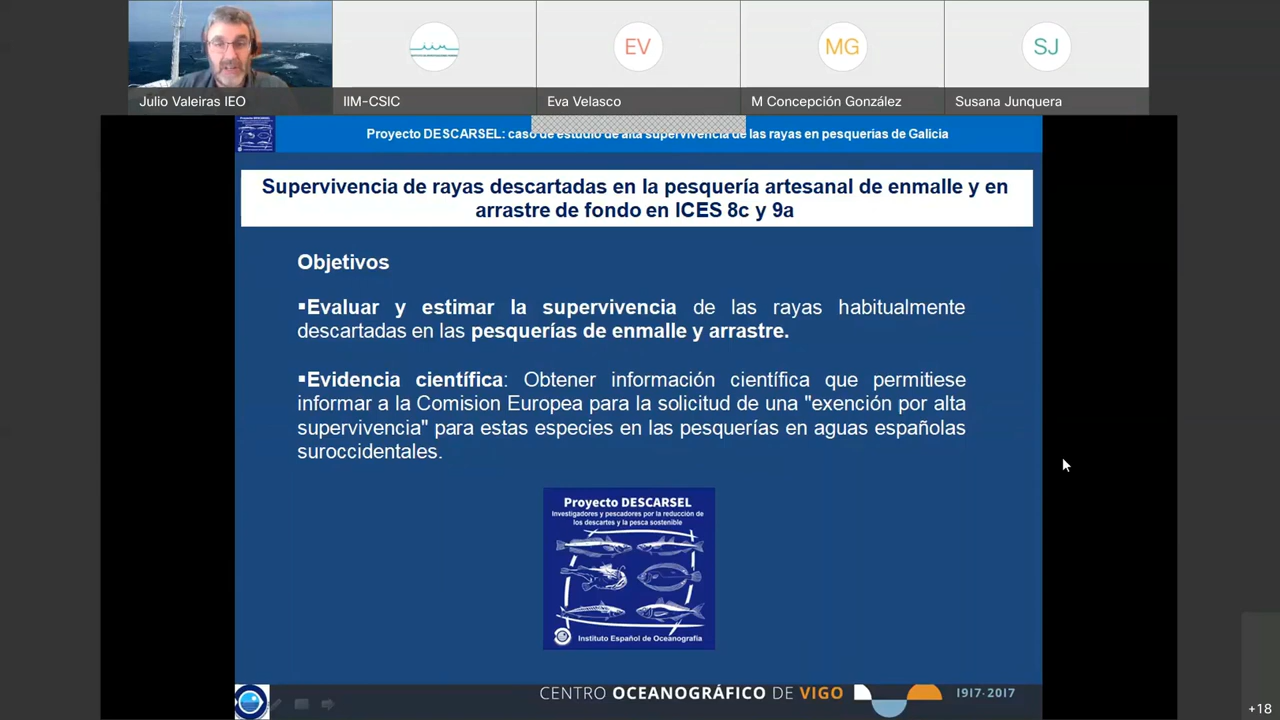 EV
MG
SJ
Julio Valeiras IEO
IIM-CSIC
Eva Velasco
M Concepción González
Susana Junquera
Proyecto DESCARSEL: caso de estudio de alta supervivencia de las rayas en pesquerías de Galicia
Supervivencia de rayas descartadas en la pesquería artesanal de enmalle y en
arrastre de fondo en ICES 8c y 9a
Objetivos
▪Evaluar y estimar la supervivencia de las rayas habitualmente
descartadas en las pesquerías de enmalle y arrastre.
▪Evidencia científica: Obtener información científica que permitiese
informar a la Comision Europea para la solicitud de una "exención por alta
supervivencia" para estas especies en las pesquerías en aguas españolas
suroccidentales.
Proyecto DESCARSEL
Investigadores y pescadores por la reducción de
los descartes y la pesca sostenible
Instituto Español de Oceanografía
CENTRO OCEANOGRÁFICO DE VIGO
1917·2017
+18